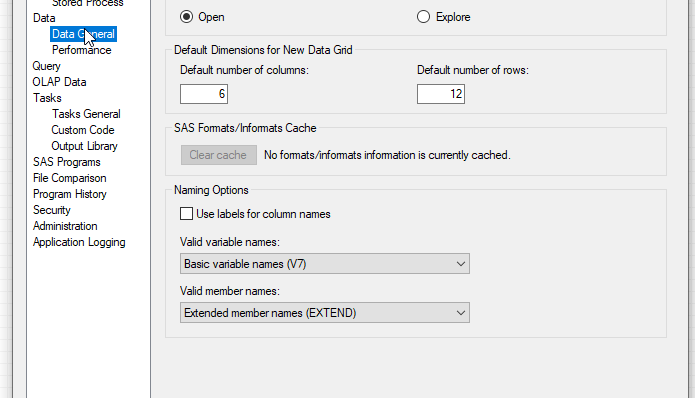 Stored Process
Data
Data General
Performance
Query
OLAP Data
Tasks
Tasks General
Custom Code
Output Library
SAS Programs
File Comparison
Program History
Security
Administration
Application Logging
Open Explore
Default Dimensions for New Data Grid
Default number of columns: Default number of rows:
6 12
SAS Formats/Informats Cache
Clear cache No formats/informats information is currently cached.
Naming Options
Use labels for column names
Valid variable names:
Basic variable names (V7)
Valid member names:
Extended member names (EXTEND)